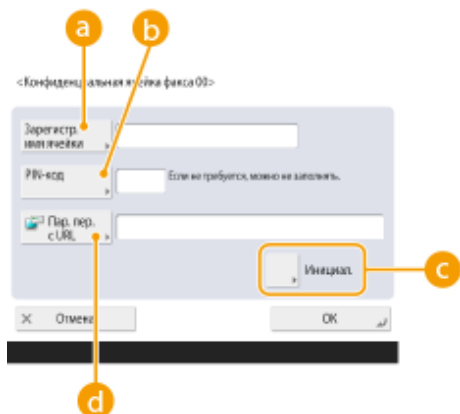 a
b
<Конфиденциальная ячейка факса 00>
Зарегистр.
имя ячейки
PIN-код
Если не требуется, можно не заполнять.
Пар. пер.
с URL
Инициал.
c
Отмена
OK
d